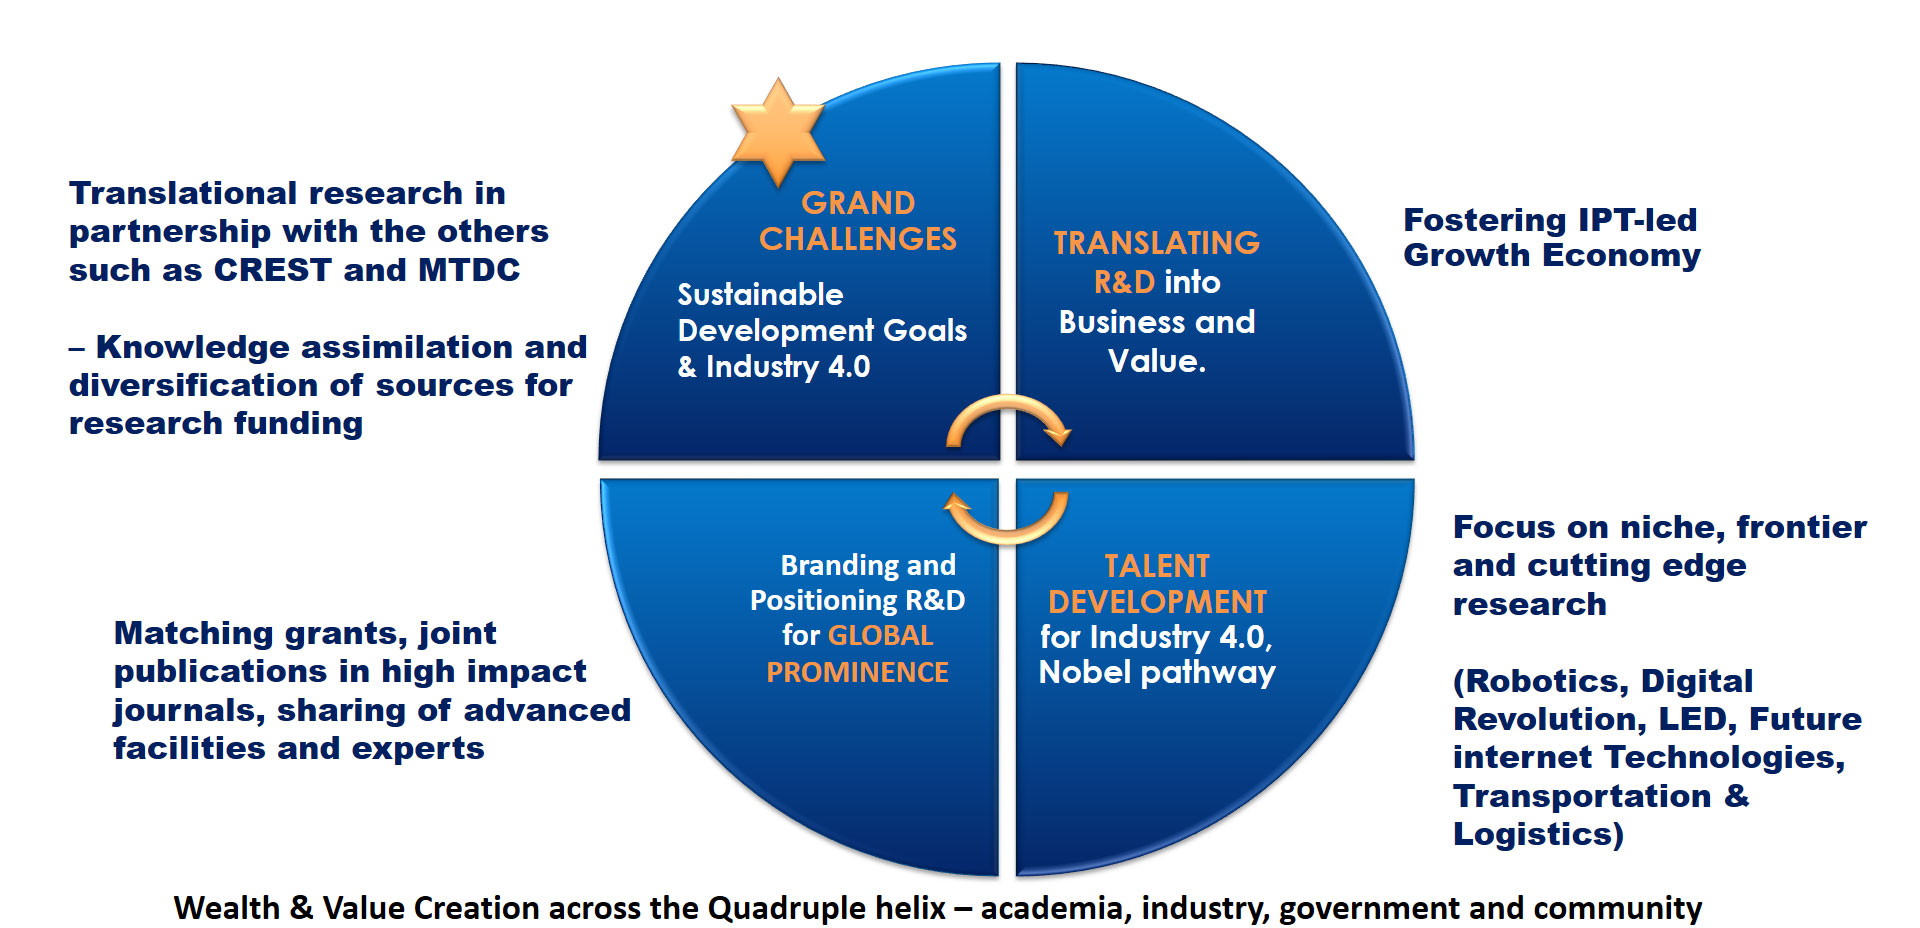 Translational research in
partnership with the others
such as CREST and MTDC
– Knowledge assimilation and
diversification of sources for
research funding
GRAND
CHALLENGES
Sustainable
Development Goals
& Industry 4.0
TRANSLATING
R&D into
Business and
Value.
Fostering IPT-led
Growth Economy
Matching grants, joint
publications in high impact
journals, sharing of advanced
facilities and experts
Branding and
Positioning R&D
for GLOBAL
PROMINENCE
TALENT
DEVELOPMENT
for Industry 4.0,
Nobel pathway
Focus on niche, frontier
and cutting edge
research
(Robotics, Digital
Revolution, LED, Future
internet Technologies,
Transportation &
Logistics)
Wealth & Value Creation across the Quadruple helix – academia, industry, government and community